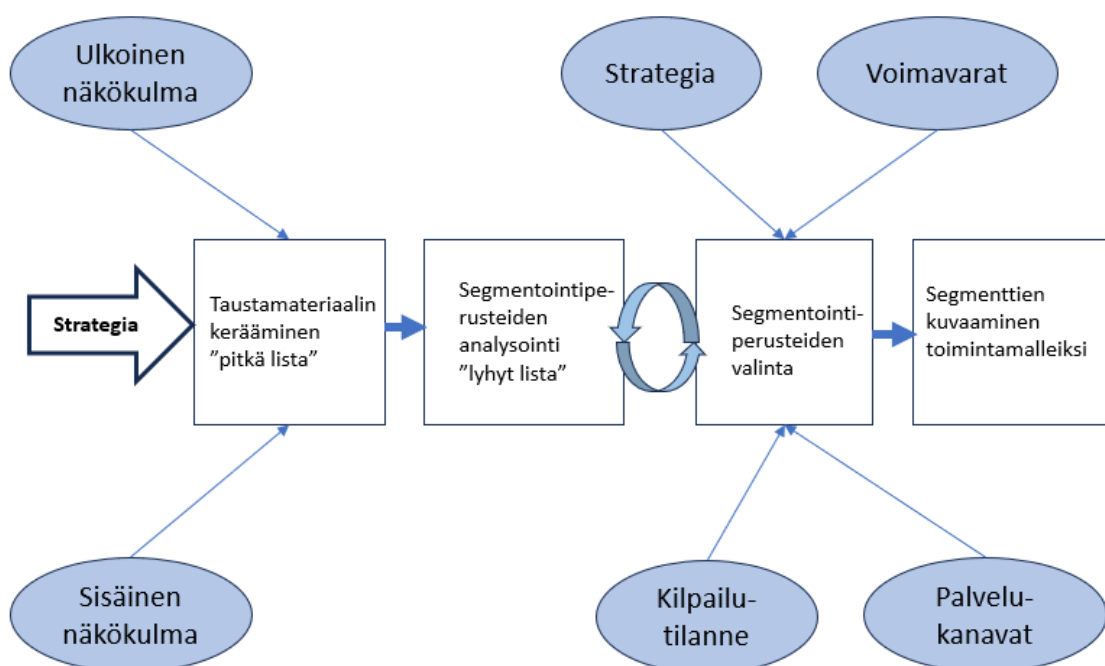 Ulkoinen
näkökulma
Strategia
Voimavarat
Strategia
Taustamateriaalin
kerääminen
”pitkä lista”
Segmentointipe-
rusteiden
analysointi
”lyhyt lista”
Segmentointi-
perusteiden
valinta
Segmenttien
kuvaaminen
toimintamalleiksi
Sisäinen
näkökulma
Kilpailu-
tilanne
Palvelu-
kanavat